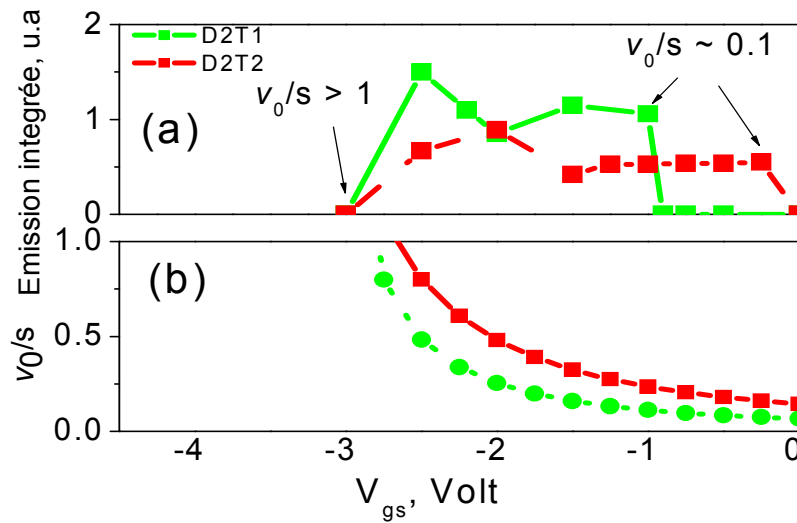 Emission integrée, u.a
2
1
0
D2T1
D2T2
v0/s > 1
v0/s ~ 0.1
(a)
v0/s
1.0
0.5
0.0
(b)
-4 -3 -2 -1 0
Vgs, Volt